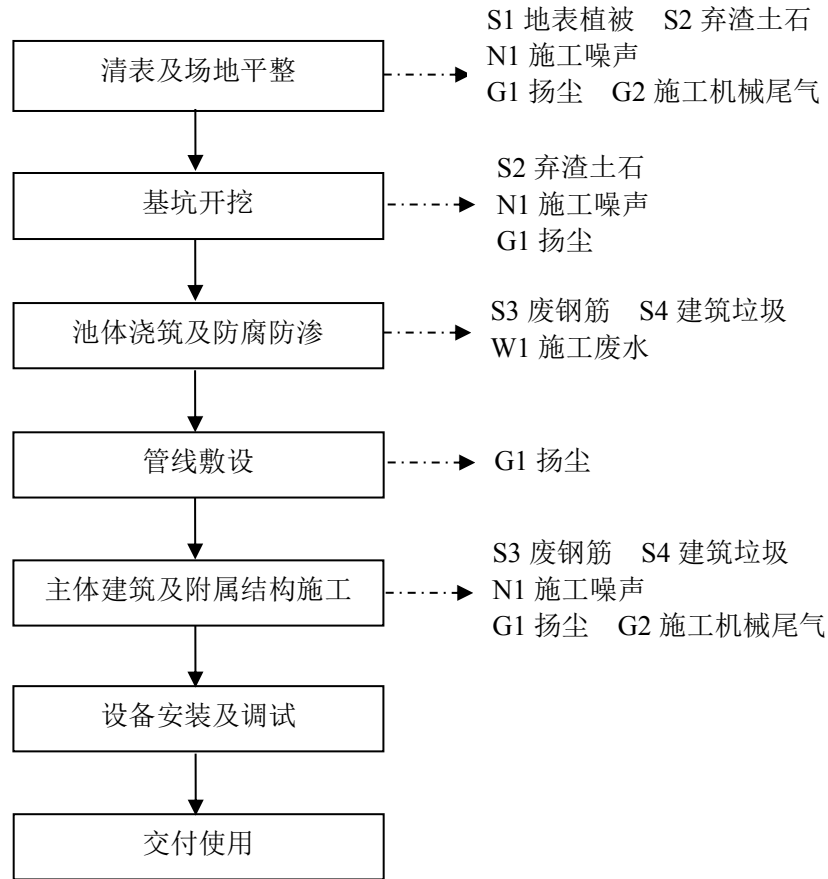 S1 地表植被 S2 弃渣土石
清表及场地平整
N1 施工噪声
G1 扬尘 G2 施工机械尾气
S2 弃渣土石
基坑开挖
N1 施工噪声
G1 扬尘
池体浇筑及防腐防渗
S3 废钢筋 S4 建筑垃圾
W1 施工废水
管线敷设
G1 扬尘
S3 废钢筋 S4 建筑垃圾
主体建筑及附属结构施工
N1 施工噪声
G1 扬尘 G2 施工机械尾气
设备安装及调试
交付使用